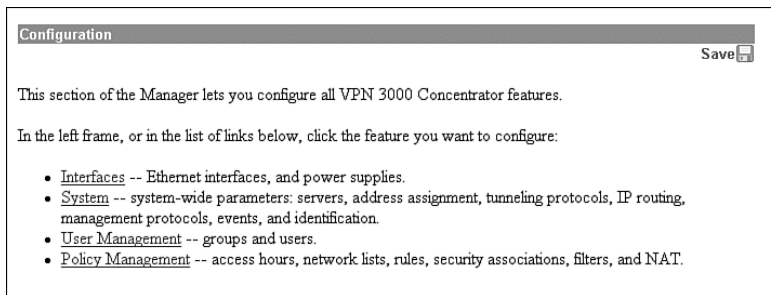 Configuration
Save
This section of the Manager lets you configure all VPN 3000 Concentrator features.
In the left frame, or in the list of links below, click the feature you want to configure:
• Interfaces -- Ethernet interfaces, and power supplies.
• System -- system-wide parameters: servers, address assignment, tunneling protocols, IP routing,
management protocols, events, and identification.
• User Management -- groups and users.
• Policy Management -- access hours, network lists, rules, security associations, filters, and NAT.